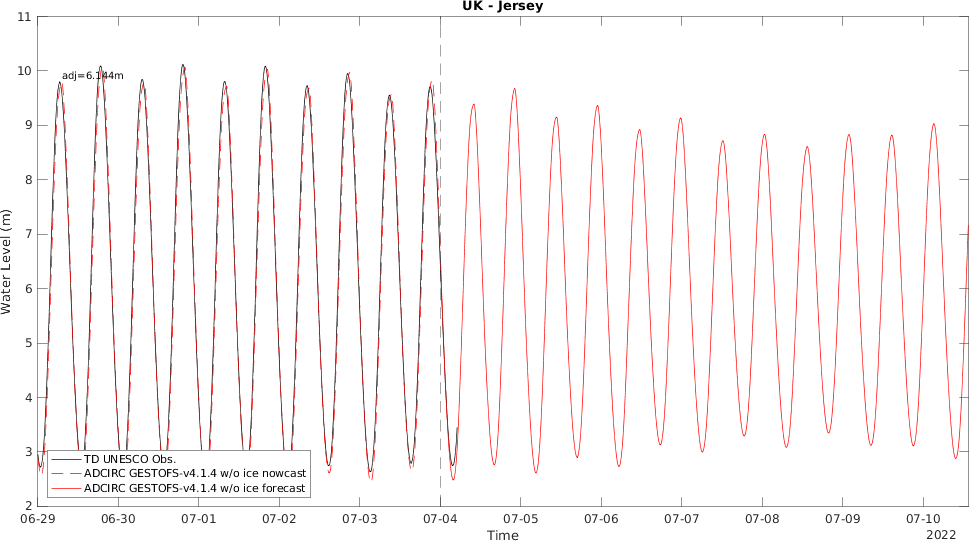 UK - Jersey
11
10
9
8
7
6
5
4
3
2
Water Level (m)
adj=6.144m
TD UNESCO Obs.
ADCIRC GESTOFS-v4.1.4 w/o ice nowcast
ADCIRC GESTOFS-v4.1.4 w/o ice forecast
06-29 06-30 07-01 07-02 07-03 07-04 07-05 07-06 07-07 07-08 07-09 07-10
Time
2022